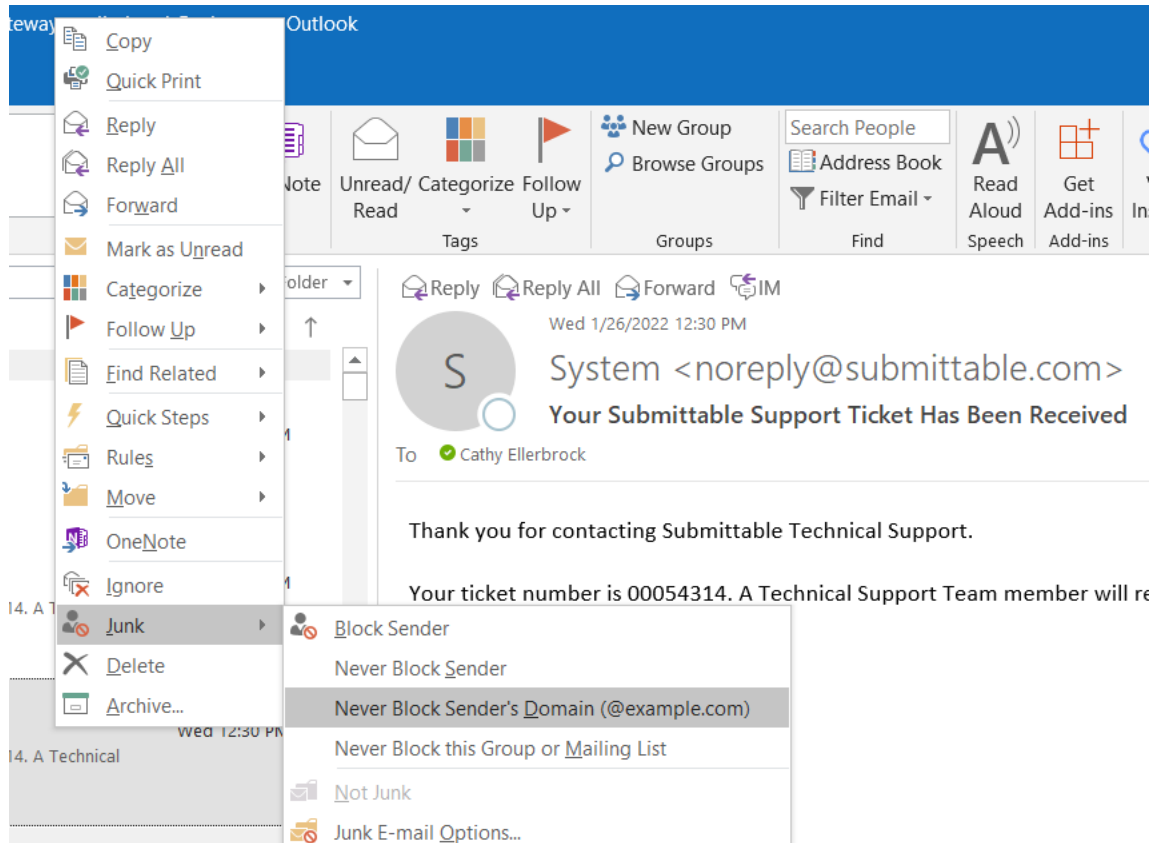 Outlook
Copy
Quick Print
Reply
Reply All
Forward
Mark as Unread
Categorize
Follow Up
Find Related
Quick Steps
Rules
Move
OneNote
Ignore
Junk
Delete
Archive...
Block Sender
Never Block Sender
Never Block Sender's Domain (@example.com)
Never Block this Group or Mailing List
Not Junk
Junk E-mail Options...
Unread/
Read
Categorize
Follow
Up
Tags
New Group
Browse Groups
Groups
Search People
Address Book
Filter Email
Find
Read
Aloud
Speech
Get
Add-ins
Add-ins
Reply Reply All Forward IM
Wed 1/26/2022 12:30 PM
S
System <noreply@submittable.com>
Your Submittable Support Ticket Has Been Received
To Cathy Ellerbrock
Thank you for contacting Submittable Technical Support.
Your ticket number is 00054314. A Technical Support Team member will
Wed 12:30
14. A Technical